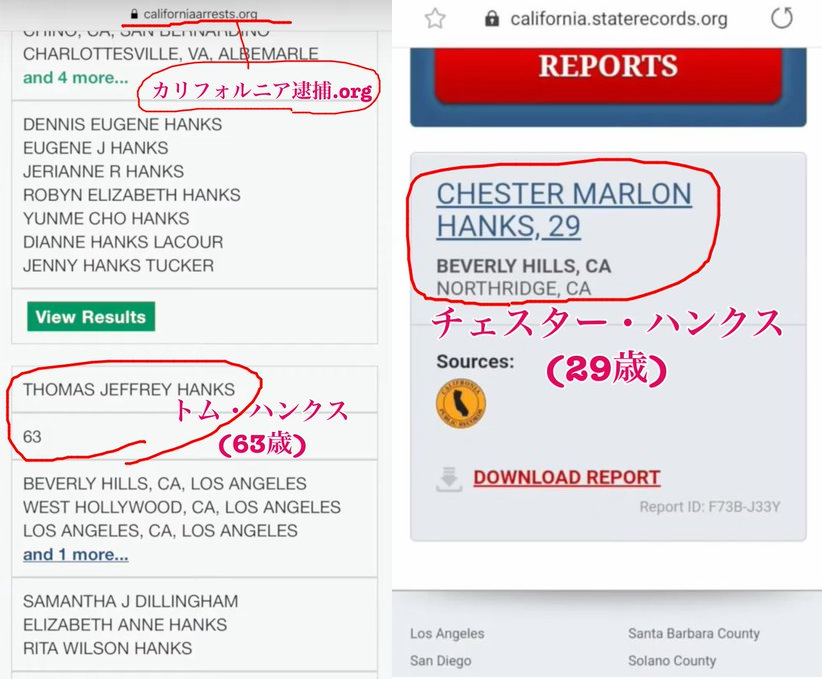 californiaarrests.org
CHINO, CA, SAN BERNARDINO
CHARLOTTESVILLE, VA, ALBEMARLE
and 4 more...
カリフォルニア逮捕.org
DENNIS EUGENE HANKS
EUGENE J HANKS
JERIANNE R HANKS
ROBYN ELIZABETH HANKS
YUNME CHO HANKS
DIANNE HANKS LACOUR
JENNY HANKS TUCKER
View Results
THOMAS JEFFREY HANKS
トム・ハンクス
63
(63歳)
BEVERLY HILLS, CA, LOS ANGELES
WEST HOLLYWOOD, CA, LOS ANGELES
LOS ANGELES, CA, LOS ANGELES
and 1 more...
SAMANTHA J DILLINGHAM
ELIZABETH ANNE HANKS
RITA WILSON HANKS
california.staterecords.org
REPORTS
CHESTER MARLON
HANKS, 29
BEVERLY HILLS, CA
NORTHRIDGE, CA
チェスター・ハンクス
(29歳)
Sources:
CALIFORNIA
PUBLIC RECORDS
DOWNLOAD REPORT
Report ID: F73B-J33Y
Los Angeles
Santa Barbara County
San Diego
Solano County